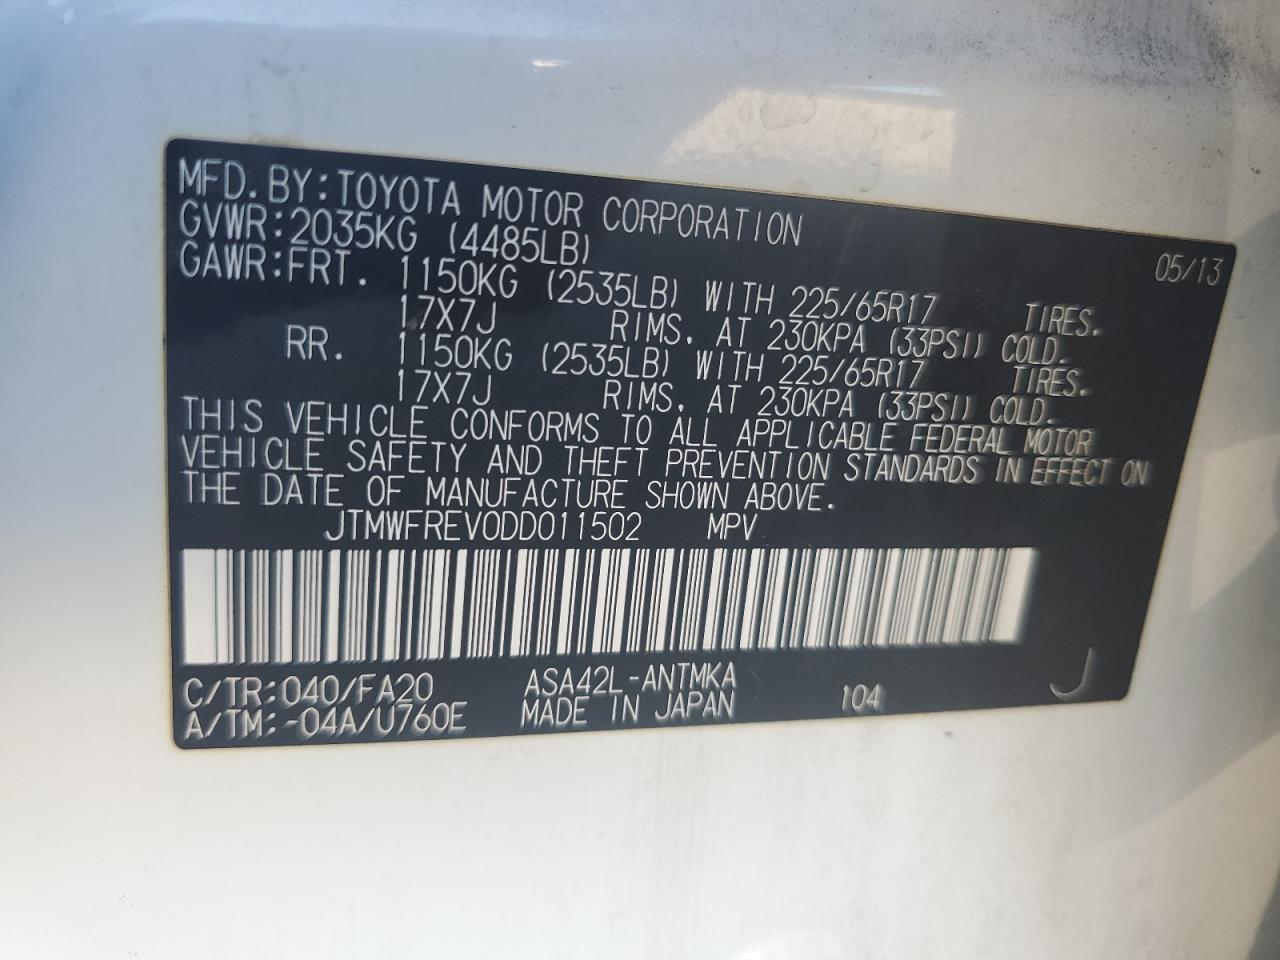 MFD.BY:TOYOTA MOTOR CORPORATION 05/13
GVWR:2035KG (4485LB)
GAWR:FRT. 1150KG (2535LB) WITH 225/65R17 TIRES.
17X7J RIMS, AT 230KPA (33PSI) COLD.
RR. 1150KG (2535LB) WITH 225/65R17 TIRES.
17X7J RIMS, AT 230KPA (33PSI) COLD.
THIS VEHICLE CONFORMS TO ALL APPLICABLE FEDERAL MOTOR
VEHICLE SAFETY AND THEFT PREVENTION STANDARDS IN EFFECT ON
THE DATE OF MANUFACTURE SHOWN ABOVE.
JTMWFREV0DD011502 MPV
C/TR:040/FA20 ASA42L-ANTMKA 104 J
A/TM:-04A/U760E MADE IN JAPAN